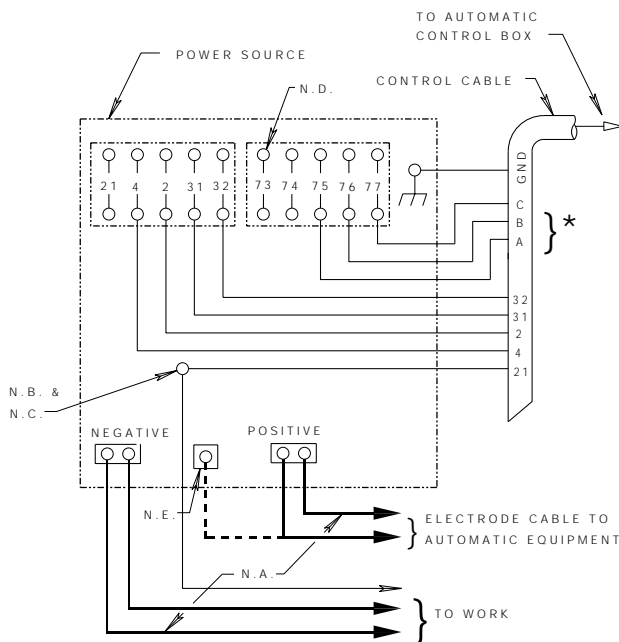 TO AUTOMATIC
CONTROL BOX
POWER SOURCE
CONTROL CABLE
N.D.
21 4 2 31 32
73 74 75 76 77
GND
C
B
A
*
32
31
2
4
21
N.B. &
N.C.
NEGATIVE
POSITIVE
N.E.
ELECTRODE CABLE TO
AUTOMATIC EQUIPMENT
N.A.
TO WORK